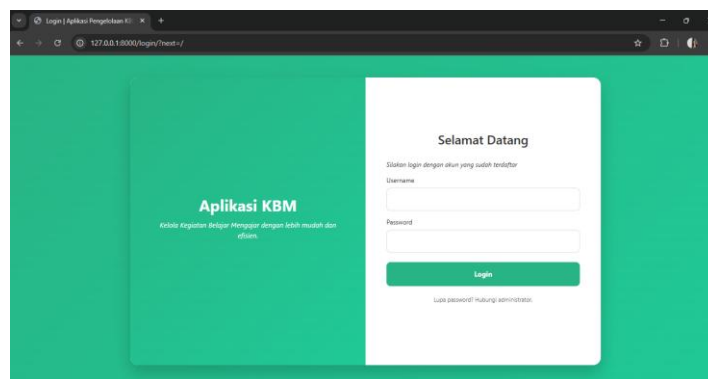 Login | Aplikasi Pengelolaan KB
127.0.0.1:8000/login/?next=/
Aplikasi KBM
Kelola Kegiatan Belajar Mengajar dengan lebih mudah dan
efisien.
Selamat Datang
Silakan login dengan akun yang sudah terdaftar
Username
Password
Login
Lupa password? Hubungi administrator.